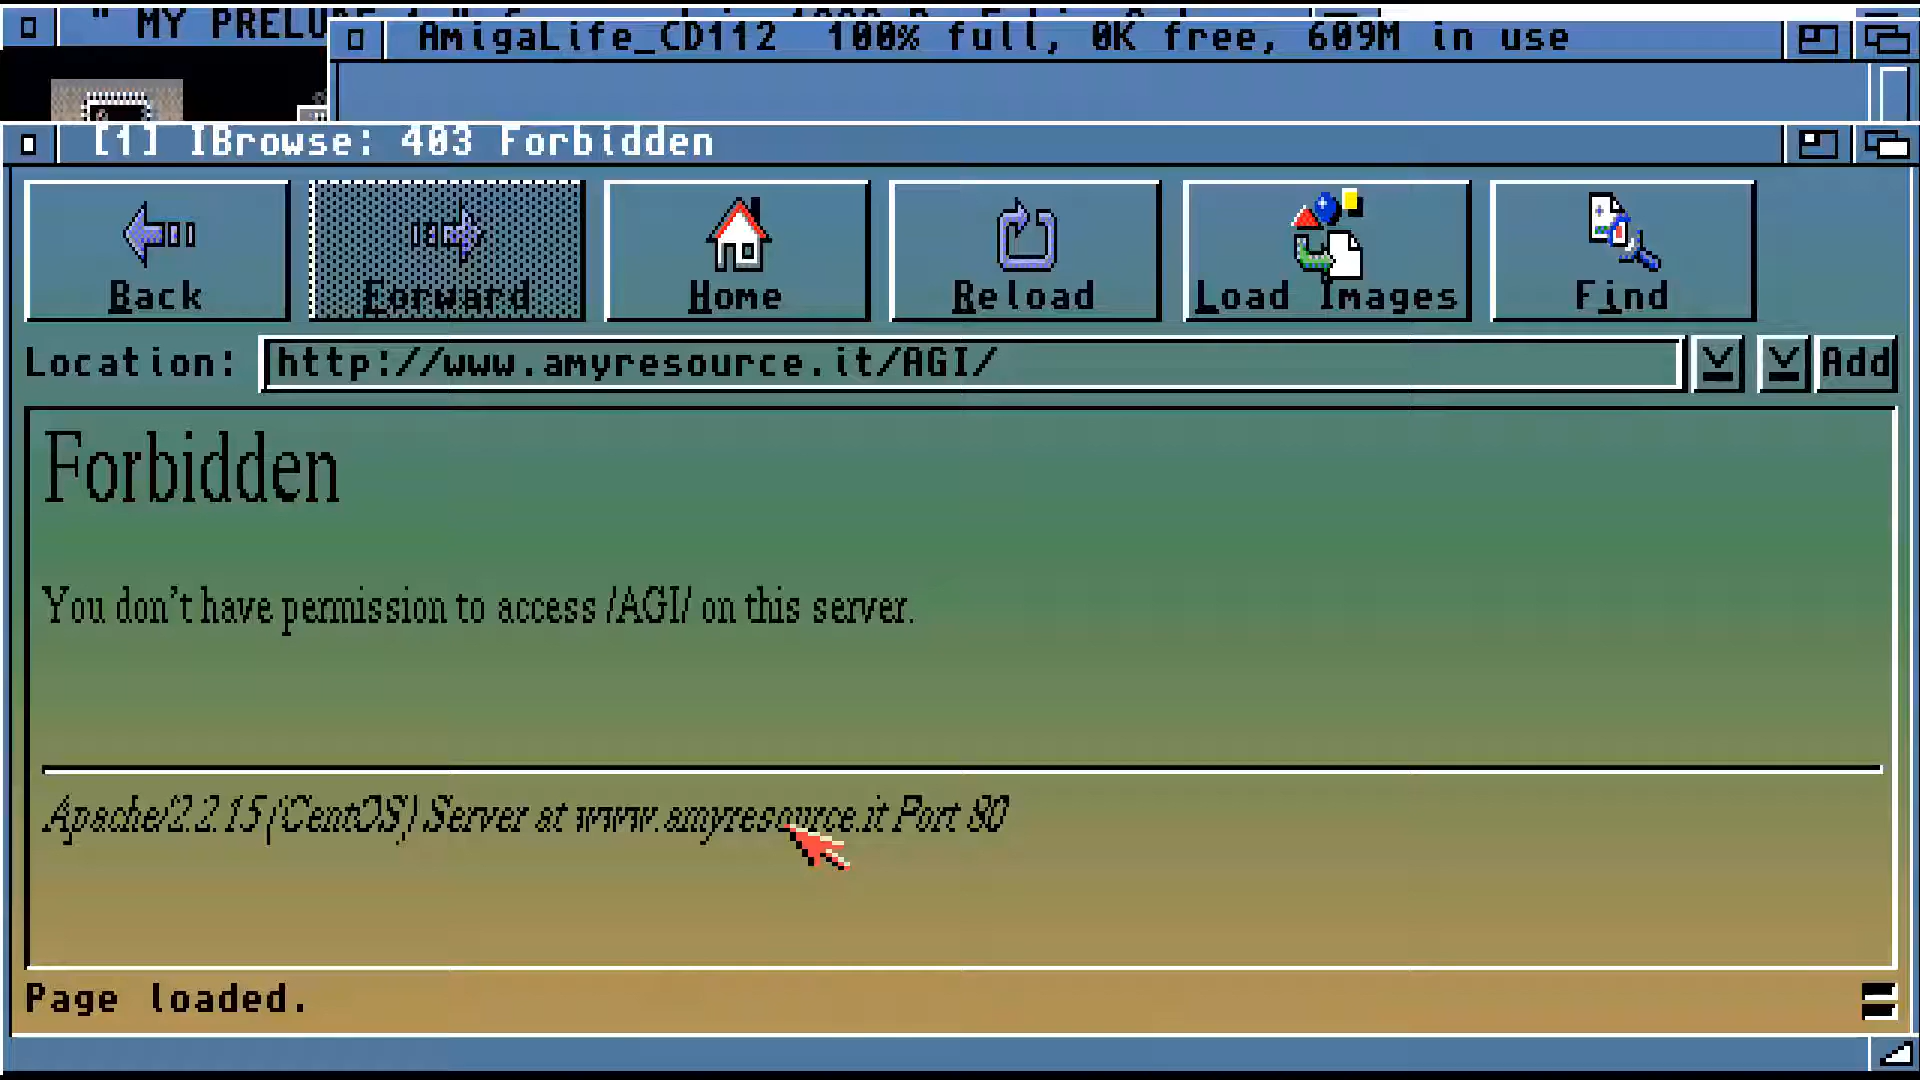 " MY PRELU
AmigaLife_CD112 100% full, 0K free, 609M in use
[1] IBrowse: 403 Forbidden
Back Forward Home Reload Load Images Find
Location: http://www.amyresource.it/AGI/ Add
Forbidden
You don't have permission to access /AGI/ on this server.
Apache/2.2.15 (CentOS) Server at www.amyresource.it Port 80
Page loaded.